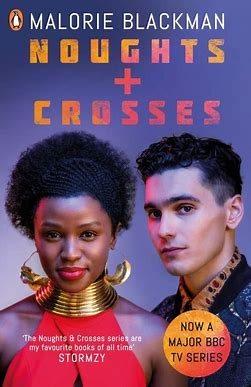 MALORIE BLACKMAN
NOUGHTS
+
CROSSES
'The Noughts & Crosses series are
my favourite books of all time'
STORMZY
NOW A
MAJOR BBC
TV SERIES